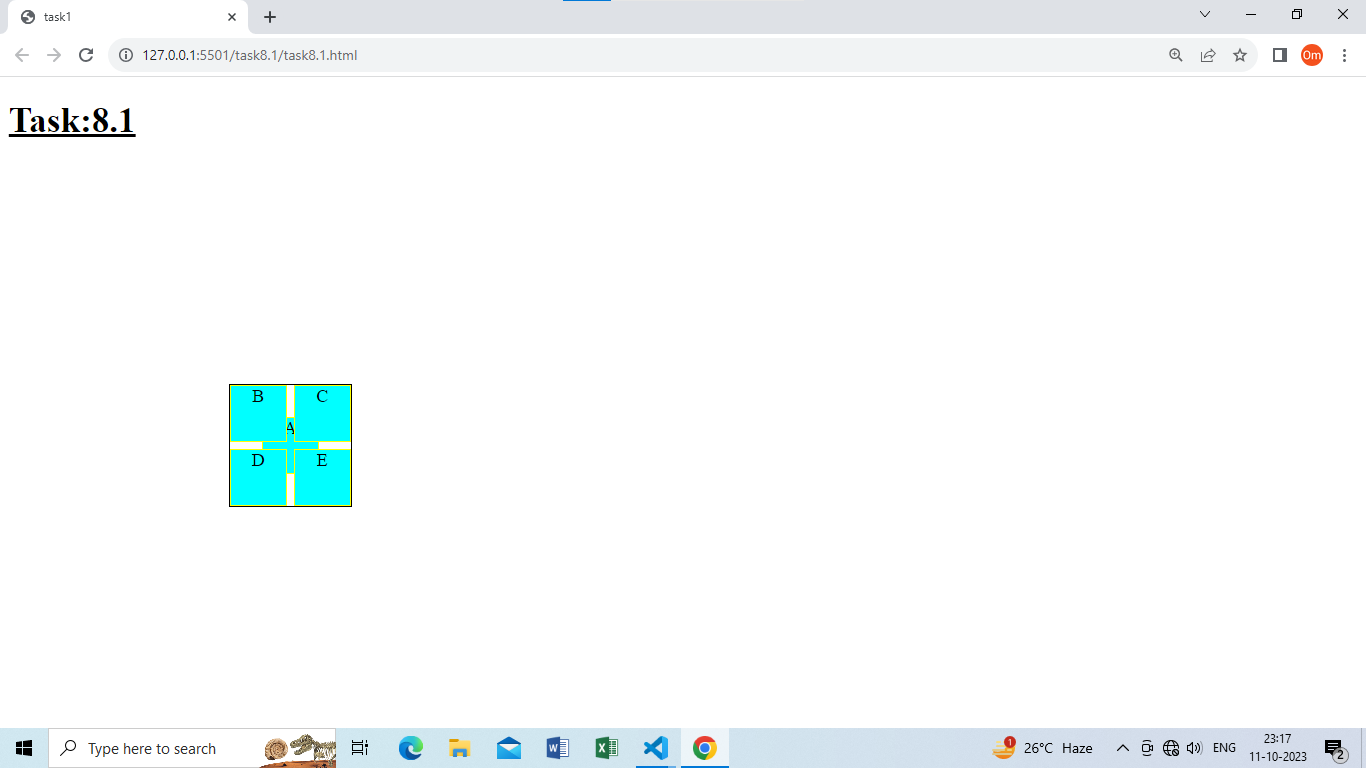 task1
127.0.0.1:5501/task8.1/task8.1.html
Om
Task:8.1
B C
A
D E
Type here to search
1
26°C Haze
ENG
23:17
11-10-2023
2